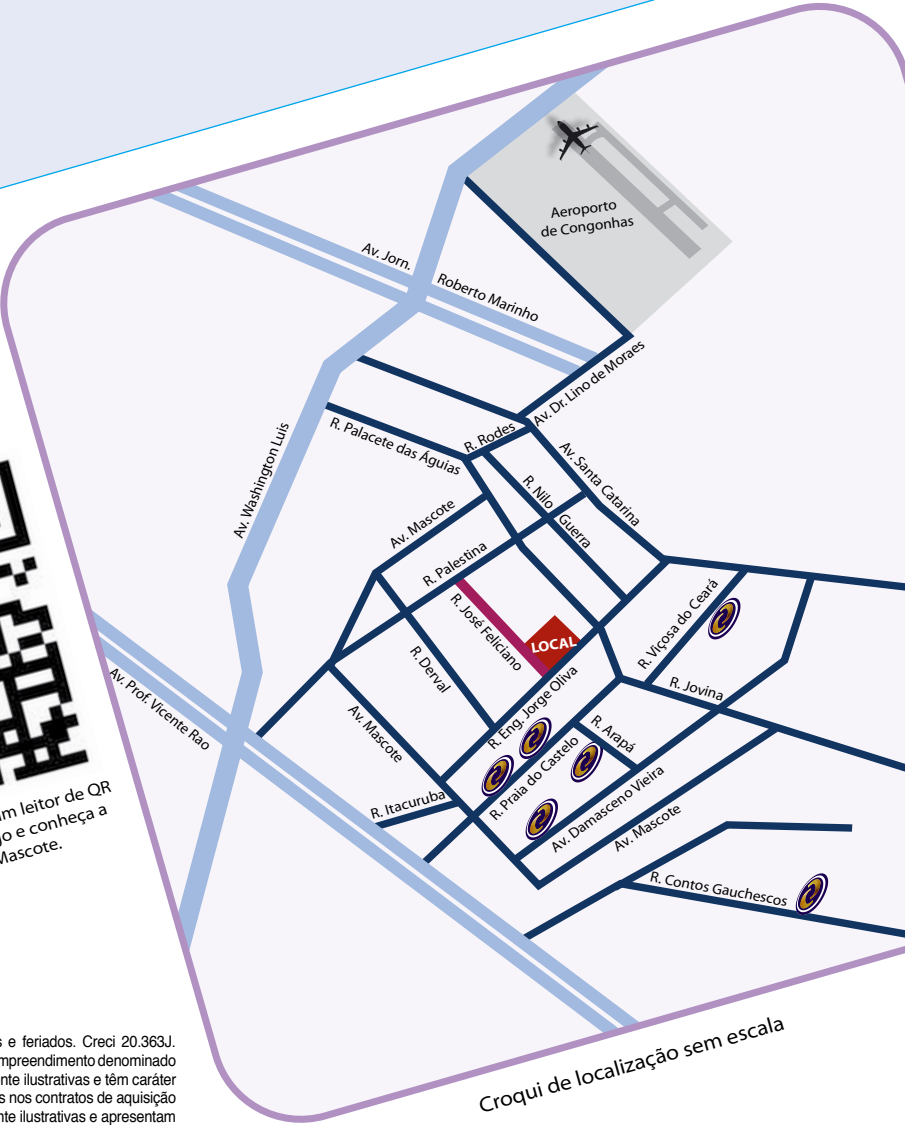 Aeroporto
de Congonhas
Av. Jorn.
Roberto Marinho
Av. Dr. Lino de Moraes
R. Rodes
R. Palacete das Águias
Av. Santa Catarina
Av. Washington Luis
R. Nilo
Guerra
Av. Mascote
R. Palestina
R. José Feliciano
LOCAL
R. Viçosa do Ceará
R. Derval
R. Jovina
R. Eng. Jorge Oliva
Av. Prof. Vicente Rao
Av. Mascote
R. Arapá
R. Praia do Castelo
R. Itacuruba
Av. Damasceno Vieira
Av. Mascote
R. Contos Gauchescos
m leitor de QR
go e conheça a
Mascote.
Croqui de localização sem escala
s e feriados. Creci 20.363J.
mpreendimento denominado
nte ilustrativas e têm caráter
s nos contratos de aquisição
nte ilustrativas e apresentam